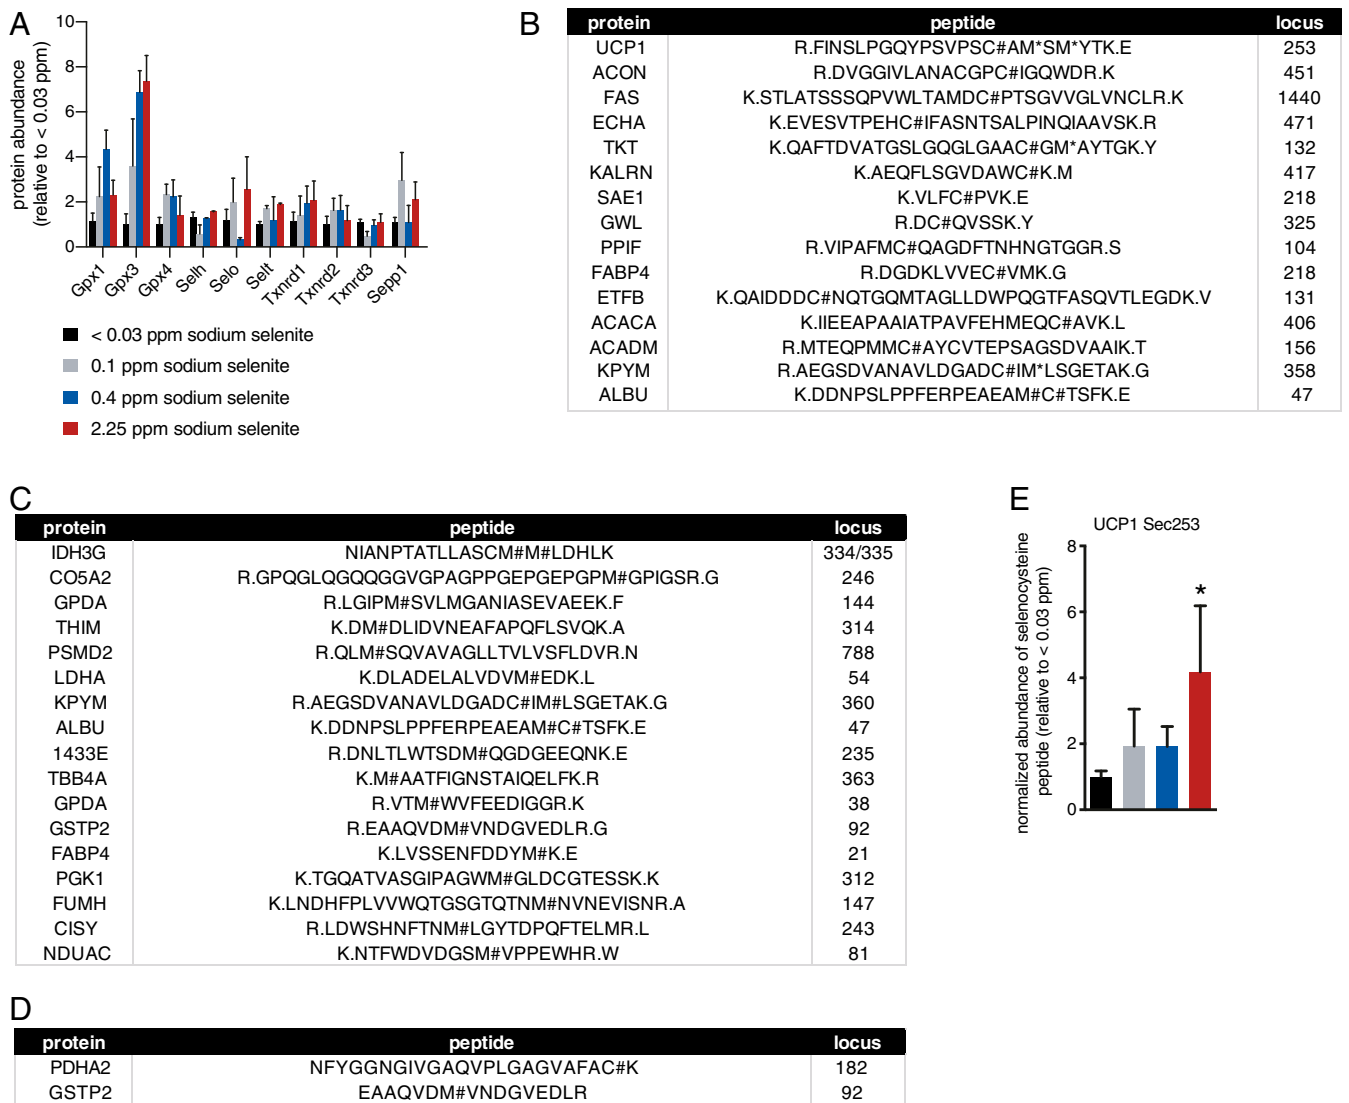 A
protein abundance
(relative to < 0.03 ppm)
10
8
6
4
2
0
Gpx1
Gpx3
Gpx4
Selh
Selo
Selt
Txnrd1
Txnrd2
Txnrd3
Sepp1
< 0.03 ppm sodium selenite
0.1 ppm sodium selenite
0.4 ppm sodium selenite
2.25 ppm sodium selenite
B
protein peptide locus
UCP1 R.FINSLPGQYPSVPSC#AM*SM*YTK.E 253
ACON R.DVGGIVLANACGPC#IGQWDR.K 451
FAS K.STLATSSSQPVWLTAMDC#PTSGVVGLVNCLR.K 1440
ECHA K.EVESVTPEHC#IFASNTSALPINQIAAVSK.R 471
TKT K.QAFTDVATGSLGQGLGAAC#GM*AYTGK.Y 132
KALRN K.AEQFLSGVDAWC#K.M 417
SAE1 K.VLFC#PVK.E 218
GWL R.DC#QVSSK.Y 325
PPIF R.VIPAFMC#QAGDFTNHNGTGGR.S 104
FABP4 R.DGDKLVVEC#VMK.G 218
ETFB K.QAIDDDC#NQTGQMTAGLLDWPQGTFASQVTLEGDK.V 131
ACACA K.IIEEAPAAIATPAVFEHMEQC#AVK.L 406
ACADM R.MTEQPMMC#AYCVTEPSAGSDVAAIK.T 156
KPYM R.AEGSDVANAVLDGADC#IM*LSGETAK.G 358
ALBU K.DDNPSLPPFERPEAEAM#C#TSFK.E 47
C
protein peptide locus
IDH3G NIANPTATLLASCM#M#LDHLK 334/335
CO5A2 R.GPQGLQGQQGGVGPAGPPGEPGEPGPM#GPIGSR.G 246
GPDA R.LGIPM#SVLMGANIASEVAEEK.F 144
THIM K.DM#DLIDVNEAFAPQFLSVQK.A 314
PSMD2 R.QLM#SQVAVAGLLTVLVSFLDVR.N 788
LDHA K.DLADELALVDVM#EDK.L 54
KPYM R.AEGSDVANAVLDGADC#IM#LSGETAK.G 360
ALBU K.DDNPSLPPFERPEAEAM#C#TSFK.E 47
1433E R.DNLTLWTSDM#QGDGEEQNK.E 235
TBB4A K.M#AATFIGNSTAIQELFK.R 363
GPDA R.VTM#WVFEEDIGGR.K 38
GSTP2 R.EAAQVDM#VNDGVEDLR.G 92
FABP4 K.LVSSENFDDYM#K.E 21
PGK1 K.TGQATVASGIPAGWM#GLDCGTESSK.K 312
FUMH K.LNDHFPLVVWQTGSGTQTNM#NVNEVISNR.A 147
CISY R.LDWSHNFTNM#LGYTDPQFTELMR.L 243
NDUAC K.NTFWDVDGSM#VPPEWHR.W 81
E
UCP1 Sec253
normalized abundance of selenocysteine
peptide (relative to < 0.03 ppm)
8
6
4
2
0
*
D
protein peptide locus
PDHA2 NFYGGNGIVGAQVPLGAGVAFAC#K 182
GSTP2 EAAQVDM#VNDGVEDLR 92